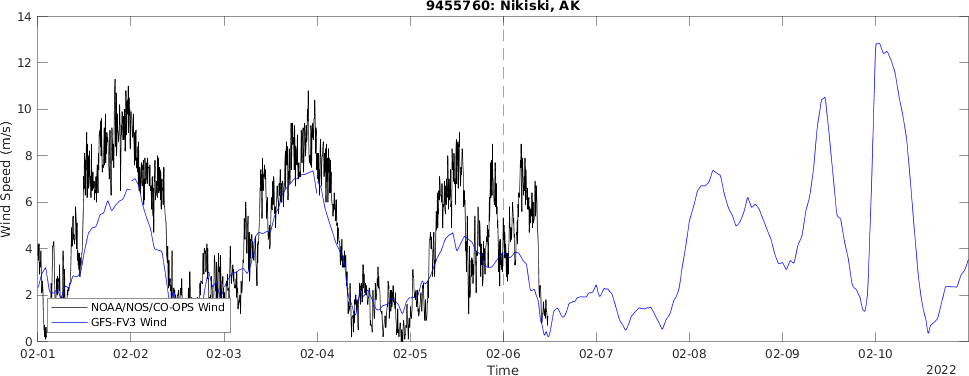 9455760: Nikiski, AK
14
12
10
8
6
4
2
0
Wind Speed (m/s)
NOAA/NOS/CO-OPS Wind
GFS-FV3 Wind
02-01 02-02 02-03 02-04 02-05 02-06 02-07 02-08 02-09 02-10
Time
2022